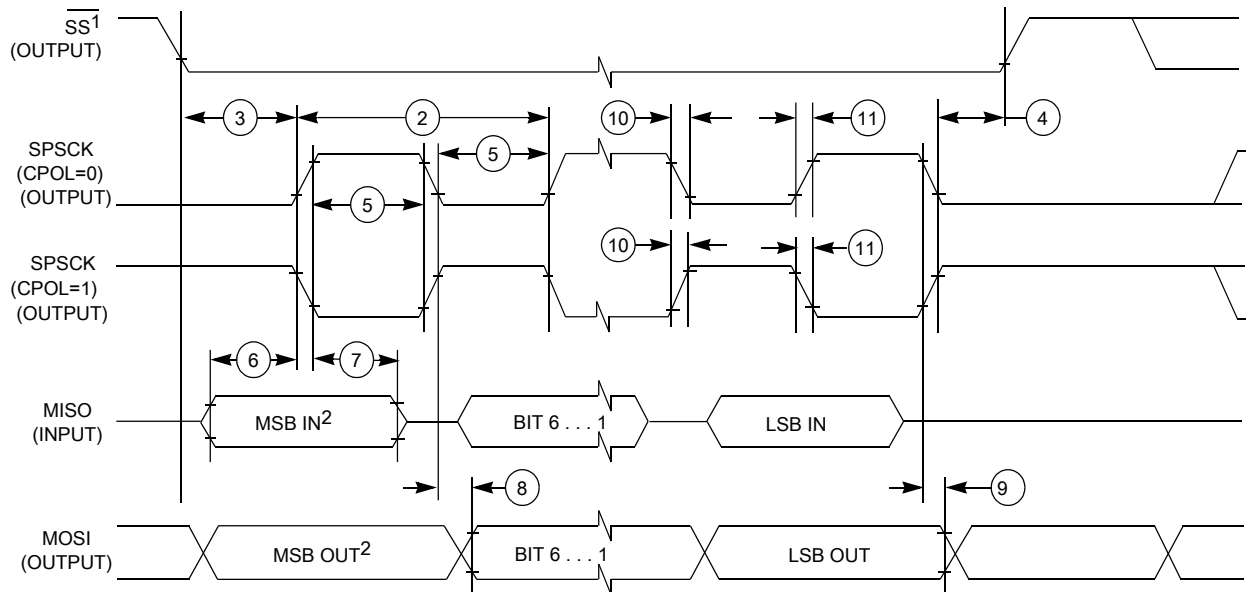 SS1
(OUTPUT)
3
2
10
11
4
SPSCK
(CPOL=0)
(OUTPUT)
5
5
10
11
SPSCK
(CPOL=1)
(OUTPUT)
6
7
MISO
(INPUT)
MSB IN2
BIT 6 . . . 1
LSB IN
8
9
MOSI
(OUTPUT)
MSB OUT2
BIT 6 . . . 1
LSB OUT